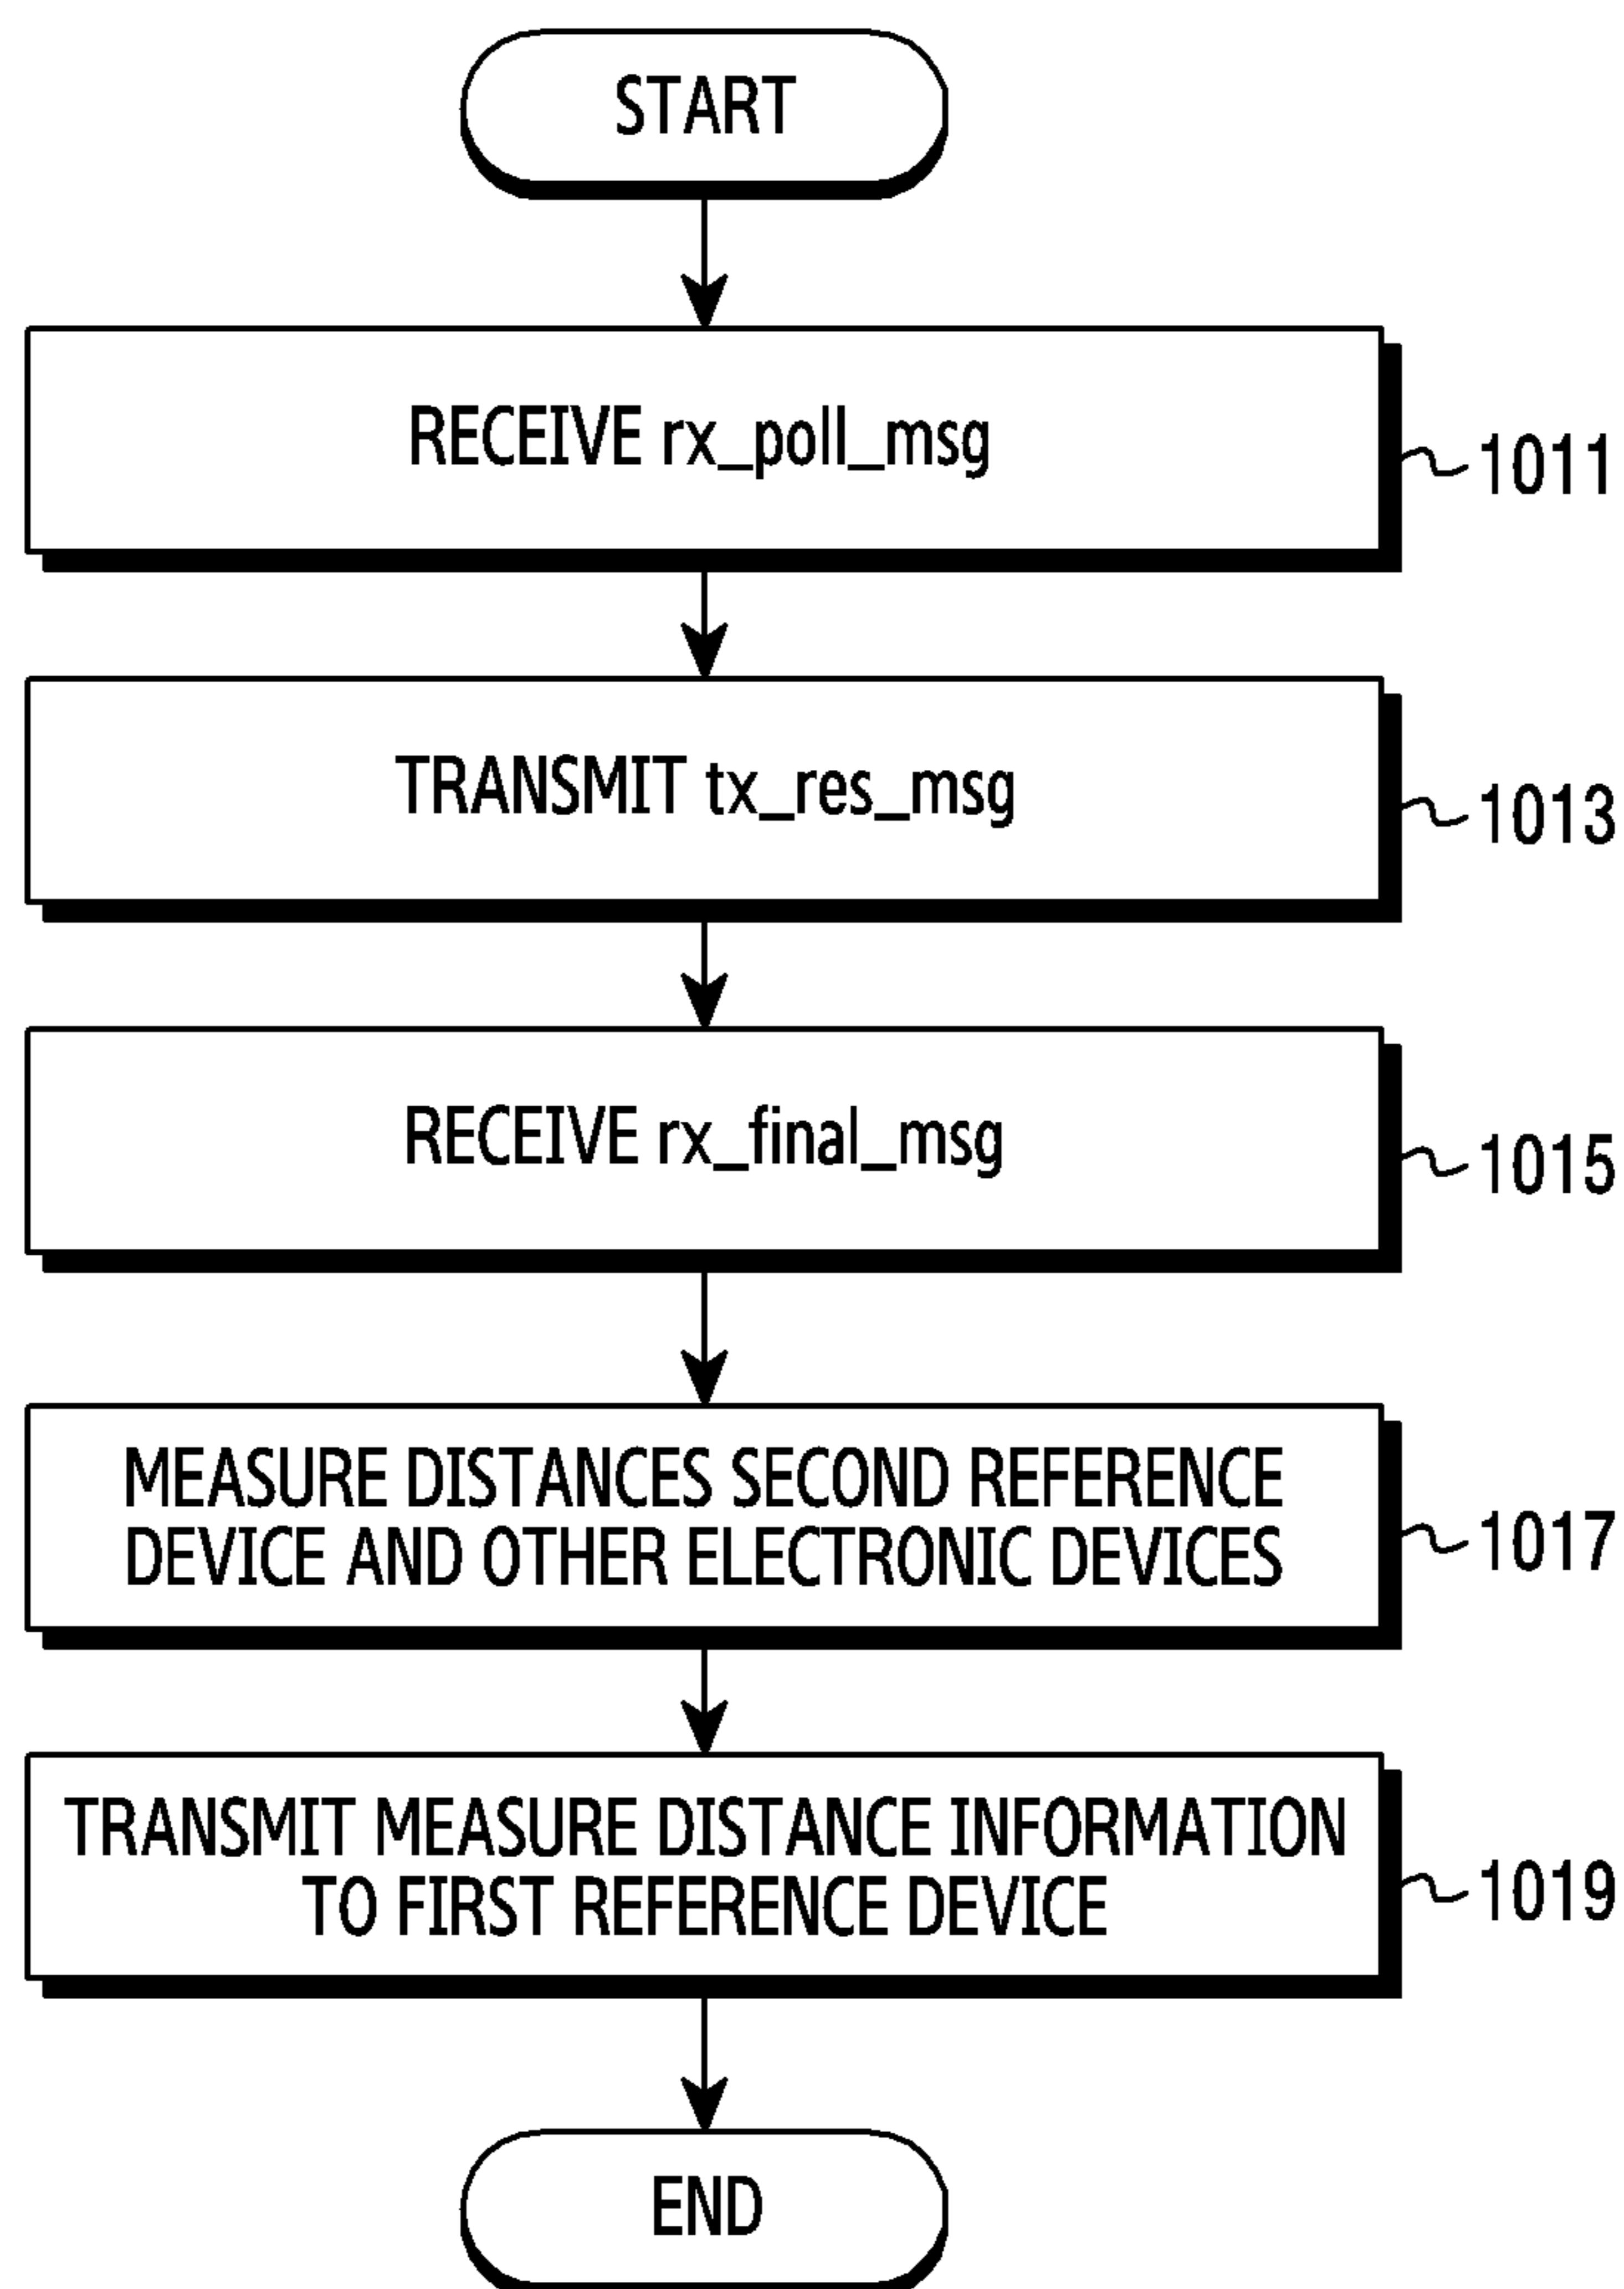 START
RECEIVE rx_poll_msg
1011
TRANSMIT tx_res_msg
1013
RECEIVE rx_final_msg
1015
MEASURE DISTANCES SECOND REFERENCE
DEVICE AND OTHER ELECTRONIC DEVICES
1017
TRANSMIT MEASURE DISTANCE INFORMATION
TO FIRST REFERENCE DEVICE
1019
END